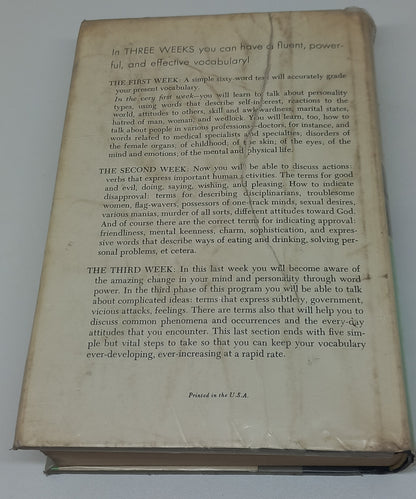 In THREE WEEKS you can have a fluent, power-
ful, and effective vocabulary!
THE FIRST WEEK: A simple sixty-word test will accurately grade
your present vocabulary.
In the very first week—you will learn to talk about personality
types, using words that describe self-interest, reactions to the
world, attitudes to others, skill and awkwardness, marital states,
hatred of man, woman, and wedlock. You will learn, too, how to
talk about people in various professions—doctors, for instance, and
words related to medical specialists and specialties; disorders of
the female organs, of childhood, of the skin; of the eyes, of the
mind and emotions, of the mental and physical life.
THE SECOND WEEK: Now you will be able to discuss actions:
verbs that express important human activities. The terms for good
and evil, doing, saying, wishing, and pleasing. How to indicate
disapproval: terms for describing disciplinarians, troublesome
women, flag-wavers, possessors of one-track minds, sexual desires,
various manias, murder of all sorts, different attitudes toward God.
And of course there are the correct terms for indicating approval:
friendliness, mental keenness, charm, sophistication, and expres-
sive words that describe ways of eating and drinking, solving per-
sonal problems, et cetera.
THE THIRD WEEK: In this last week you will become aware of
the amazing change in your mind and personality through word
power. In the third phase of this program you will be able to talk
about complicated ideas: terms that express subtlety, government,
vicious attacks, feelings. There are terms also that will help you to
discuss common phenomena and occurrences and the every-day
attitudes that you encounter. This last section ends with five sim-
ple but vital steps to take so that you can keep your vocabulary
ever-developing, ever-increasing at a rapid rate.
Printed in the U.S.A.